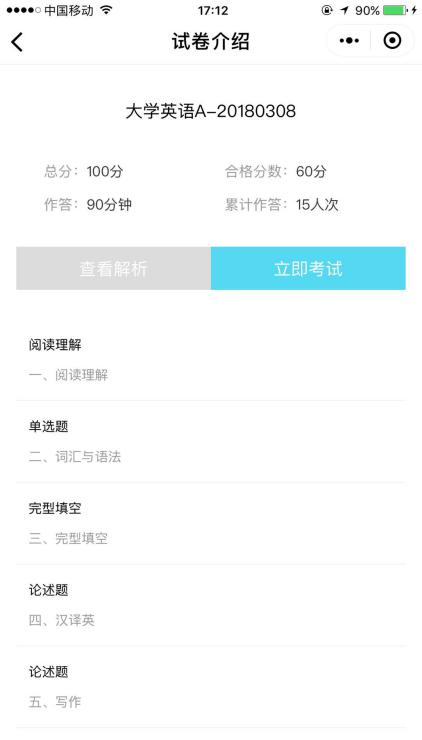 中国移动 17:12 90%
试卷介绍
大学英语A-20180308
总分：100分 合格分数：60分
作答：90分钟 累计作答：15人次
查看解析 立即考试
阅读理解
一、阅读理解
单选题
二、词汇与语法
完型填空
三、完型填空
论述题
四、汉译英
论述题
五、写作